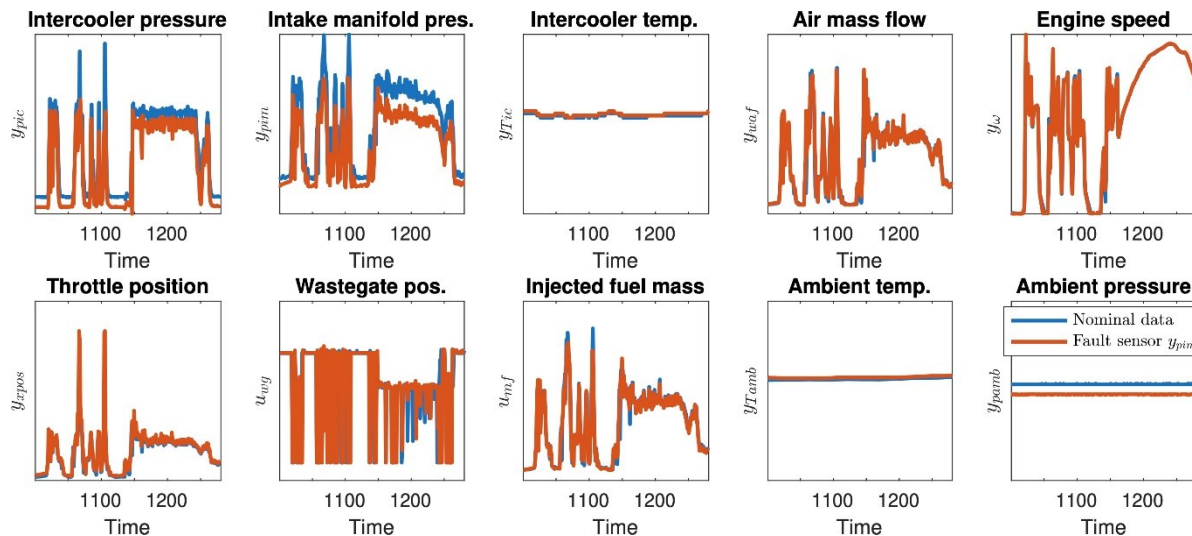 Intercooler pressure
Intake manifold pres.
Intercooler temp.
Air mass flow
Engine speed
y_pic
y_pim
y_Tic
y_waf
y_ω
1100 1200
1100 1200
1100 1200
1100 1200
1100 1200
Time
Time
Time
Time
Time
Throttle position
Wastegate pos.
Injected fuel mass
Ambient temp.
Ambient pressure
Nominal data
Fault sensor y_pim
y_xpos
u_wg
u_mf
y_Tamb
y_pamb
1100 1200
1100 1200
1100 1200
1100 1200
1100 1200
Time
Time
Time
Time
Time